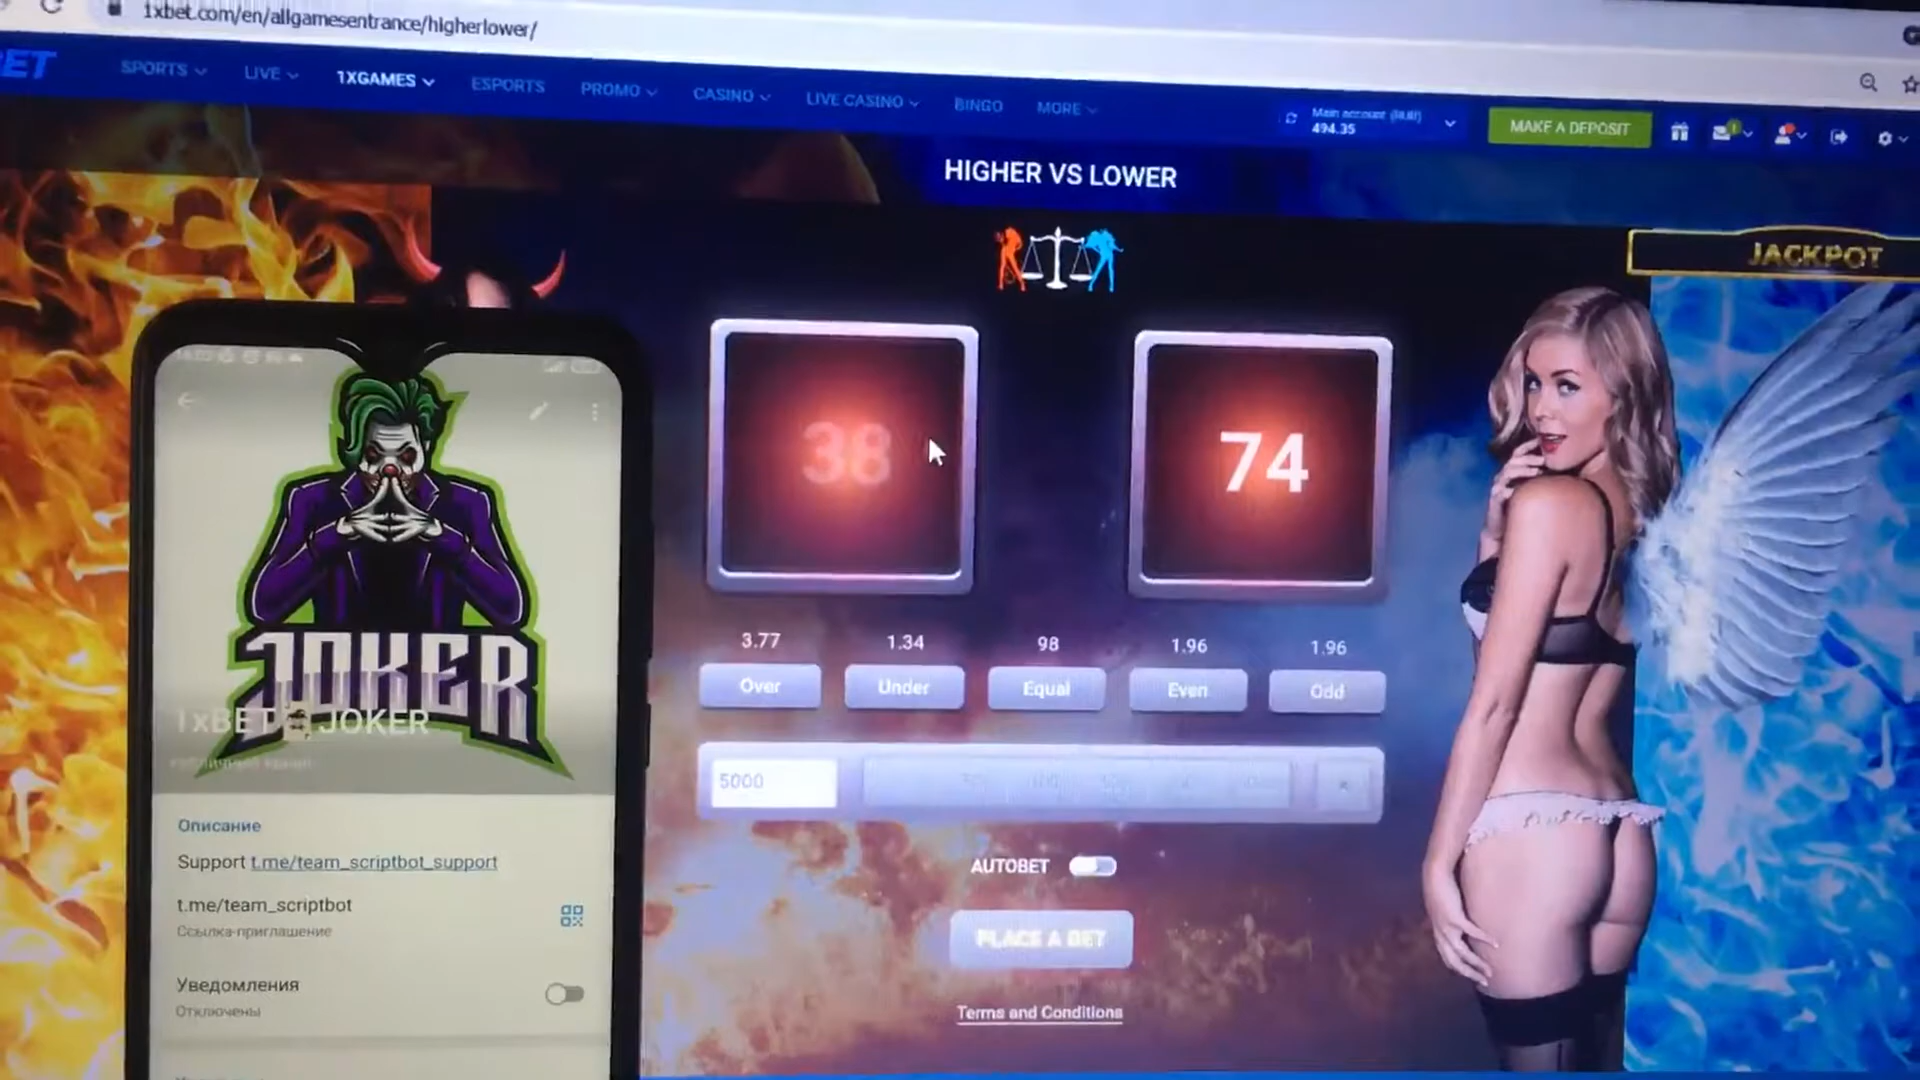 1xbet.com/en/allgamesentrance/higherlower/
BET
SPORTS
LIVE
1XGAMES
ESPORTS
PROMO
CASINO
LIVE CASINO
BINGO
MORE
Main account
494.35
MAKE A DEPOSIT
HIGHER VS LOWER
JACKPOT
38
74
3.77
1.34
98
1.96
1.96
Over
Under
Equal
Even
Odd
5000
AUTOBET
PLACE A BET
Terms and Conditions
JOKER
1xBET JOKER
Описание
Support t.me/team_scriptbot_support
t.me/team_scriptbot
Ссылка-приглашение
Уведомления
Отключены